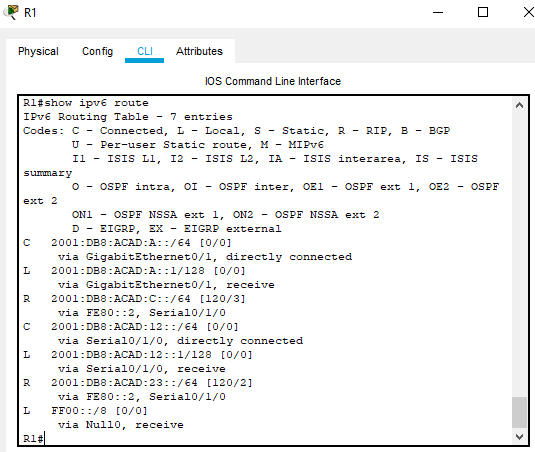 R1
Physical Config CLI Attributes
IOS Command Line Interface
R1#show ipv6 route
IPv6 Routing Table - 7 entries
Codes: C - Connected, L - Local, S - Static, R - RIP, B - BGP
U - Per-user Static route, M - MIPv6
I1 - ISIS L1, I2 - ISIS L2, IA - ISIS interarea, IS - ISIS
summary
O - OSPF intra, OI - OSPF inter, OE1 - OSPF ext 1, OE2 - OSPF
ext 2
ON1 - OSPF NSSA ext 1, ON2 - OSPF NSSA ext 2
D - EIGRP, EX - EIGRP external
C 2001:DB8:ACAD:A::/64 [0/0]
via GigabitEthernet0/1, directly connected
L 2001:DB8:ACAD:A::1/128 [0/0]
via GigabitEthernet0/1, receive
R 2001:DB8:ACAD:C::/64 [120/3]
via FE80::2, Serial0/1/0
C 2001:DB8:ACAD:12::/64 [0/0]
via Serial0/1/0, directly connected
L 2001:DB8:ACAD:12::1/128 [0/0]
via Serial0/1/0, receive
R 2001:DB8:ACAD:23::/64 [120/2]
via FE80::2, Serial0/1/0
L FF00::/8 [0/0]
via Null0, receive
R1#